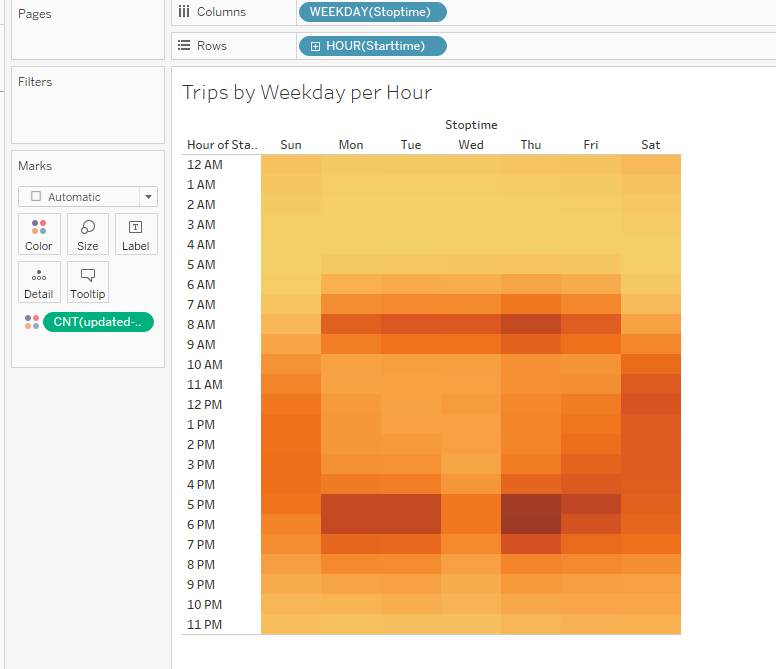 Pages
Columns
WEEKDAY(Stoptime)
Rows
HOUR(Starttime)
Filters
Marks
Automatic
Color Size Label
Detail Tooltip
CNT(updated-..
Trips by Weekday per Hour
Stoptime
Hour of Sta.. Sun Mon Tue Wed Thu Fri Sat
12 AM
1 AM
2 AM
3 AM
4 AM
5 AM
6 AM
7 AM
8 AM
9 AM
10 AM
11 AM
12 PM
1 PM
2 PM
3 PM
4 PM
5 PM
6 PM
7 PM
8 PM
9 PM
10 PM
11 PM